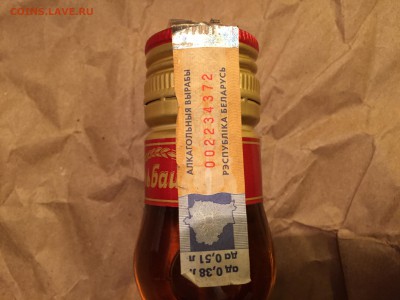 COINS.LAVE.RU
АЛКАГОЛЬНЫЯ ВЫРАБЫ
002234372
РЭСПУБЛІКА БЕЛАРУСЬ
ад 0,38 л
да 0,51 л